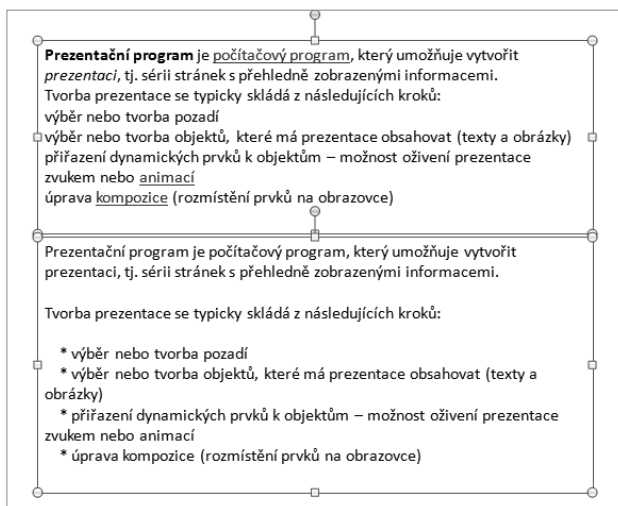 Prezentační program je počítačový program, který umožňuje vytvořit
prezentaci, tj. sérii stránek s přehledně zobrazenými informacemi.
Tvorba prezentace se typicky skládá z následujících kroků:
výběr nebo tvorba pozadí
výběr nebo tvorba objektů, které má prezentace obsahovat (texty a obrázky)
přiřazení dynamických prvků k objektům – možnost oživení prezentace
zvukem nebo animací
úprava kompozice (rozmístění prvků na obrazovce)
Prezentační program je počítačový program, který umožňuje vytvořit
prezentaci, tj. sérii stránek s přehledně zobrazenými informacemi.
Tvorba prezentace se typicky skládá z následujících kroků:
* výběr nebo tvorba pozadí
* výběr nebo tvorba objektů, které má prezentace obsahovat (texty a
obrázky)
* přiřazení dynamických prvků k objektům – možnost oživení prezentace
zvukem nebo animací
* úprava kompozice (rozmístění prvků na obrazovce)